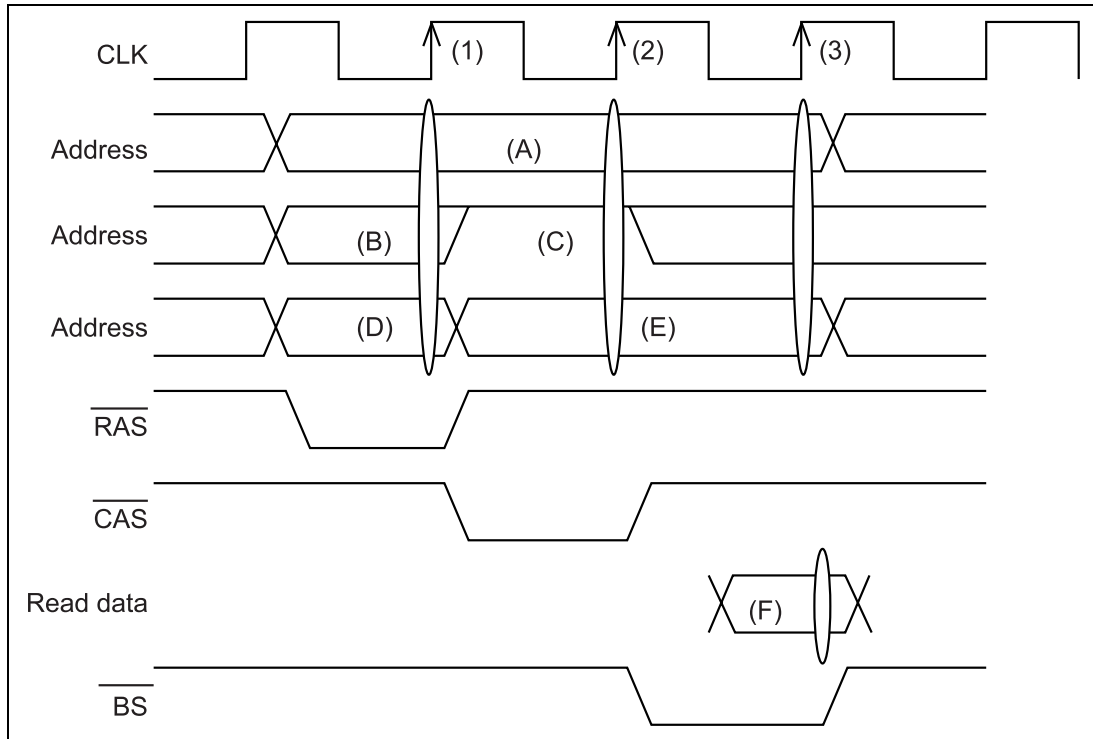 CLK (1) (2) (3)
Address (A)
Address (B) (C)
Address (D) (E)
RAS
CAS
Read data (F)
BS